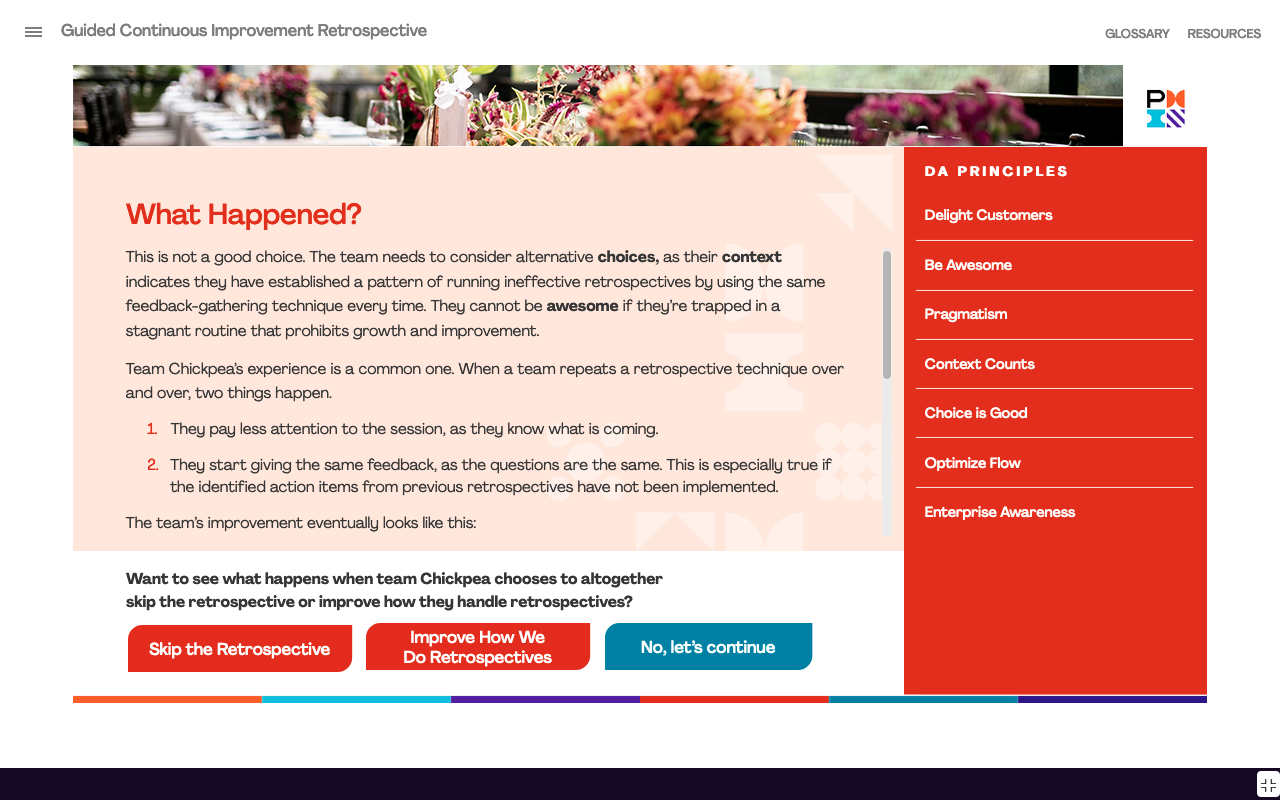 Guided Continuous Improvement Retrospective
GLOSSARY RESOURCES
DA PRINCIPLES
What Happened?
This is not a good choice. The team needs to consider alternative choices, as their context
indicates they have established a pattern of running ineffective retrospectives by using the same
feedback-gathering technique every time. They cannot be awesome if they're trapped in a
stagnant routine that prohibits growth and improvement.
Team Chickpea's experience is a common one. When a team repeats a retrospective technique over
and over, two things happen.
1. They pay less attention to the session, as they know what is coming.
2. They start giving the same feedback, as the questions are the same. This is especially true if
the identified action items from previous retrospectives have not been implemented.
The team's improvement eventually looks like this:
Delight Customers
Be Awesome
Pragmatism
Context Counts
Choice is Good
Optimize Flow
Enterprise Awareness
Want to see what happens when team Chickpea chooses to altogether
skip the retrospective or improve how they handle retrospectives?
Skip the Retrospective
Improve How We
Do Retrospectives
No, let's continue